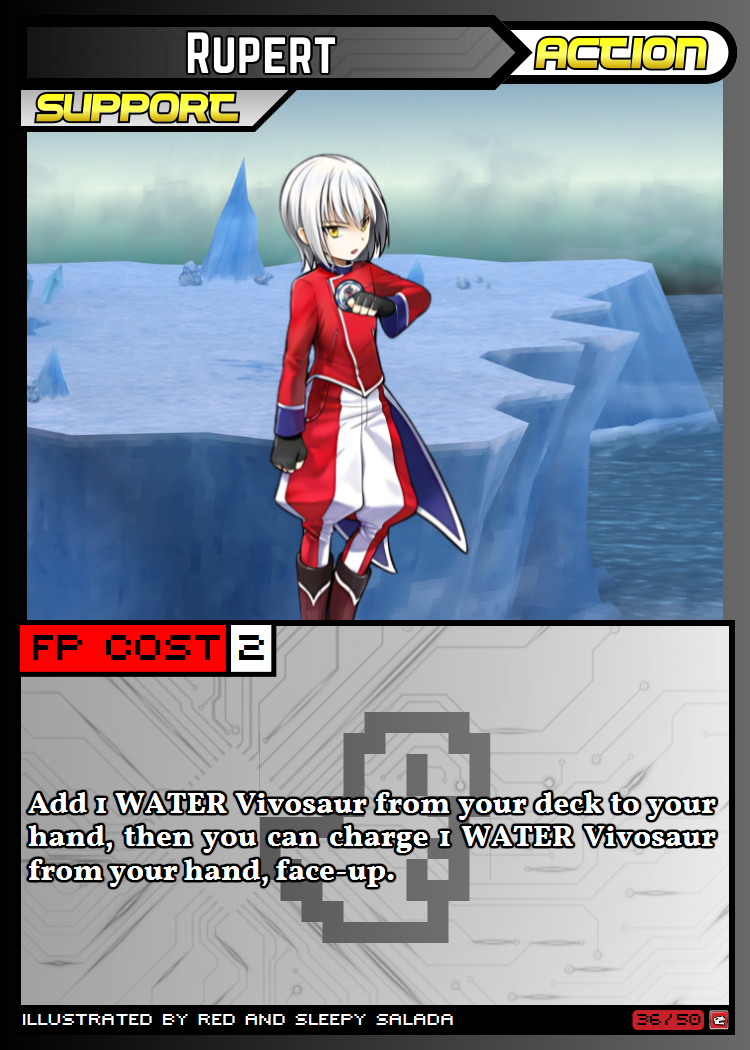 Rupert
ACTION
SUPPORT
FP COST 2
Add 1 WATER Vivosaur from your deck to your
hand, then you can charge 1 WATER Vivosaur
from your hand, face-up.
ILLUSTRATED BY RED AND SLEEPY SALADA
36/50